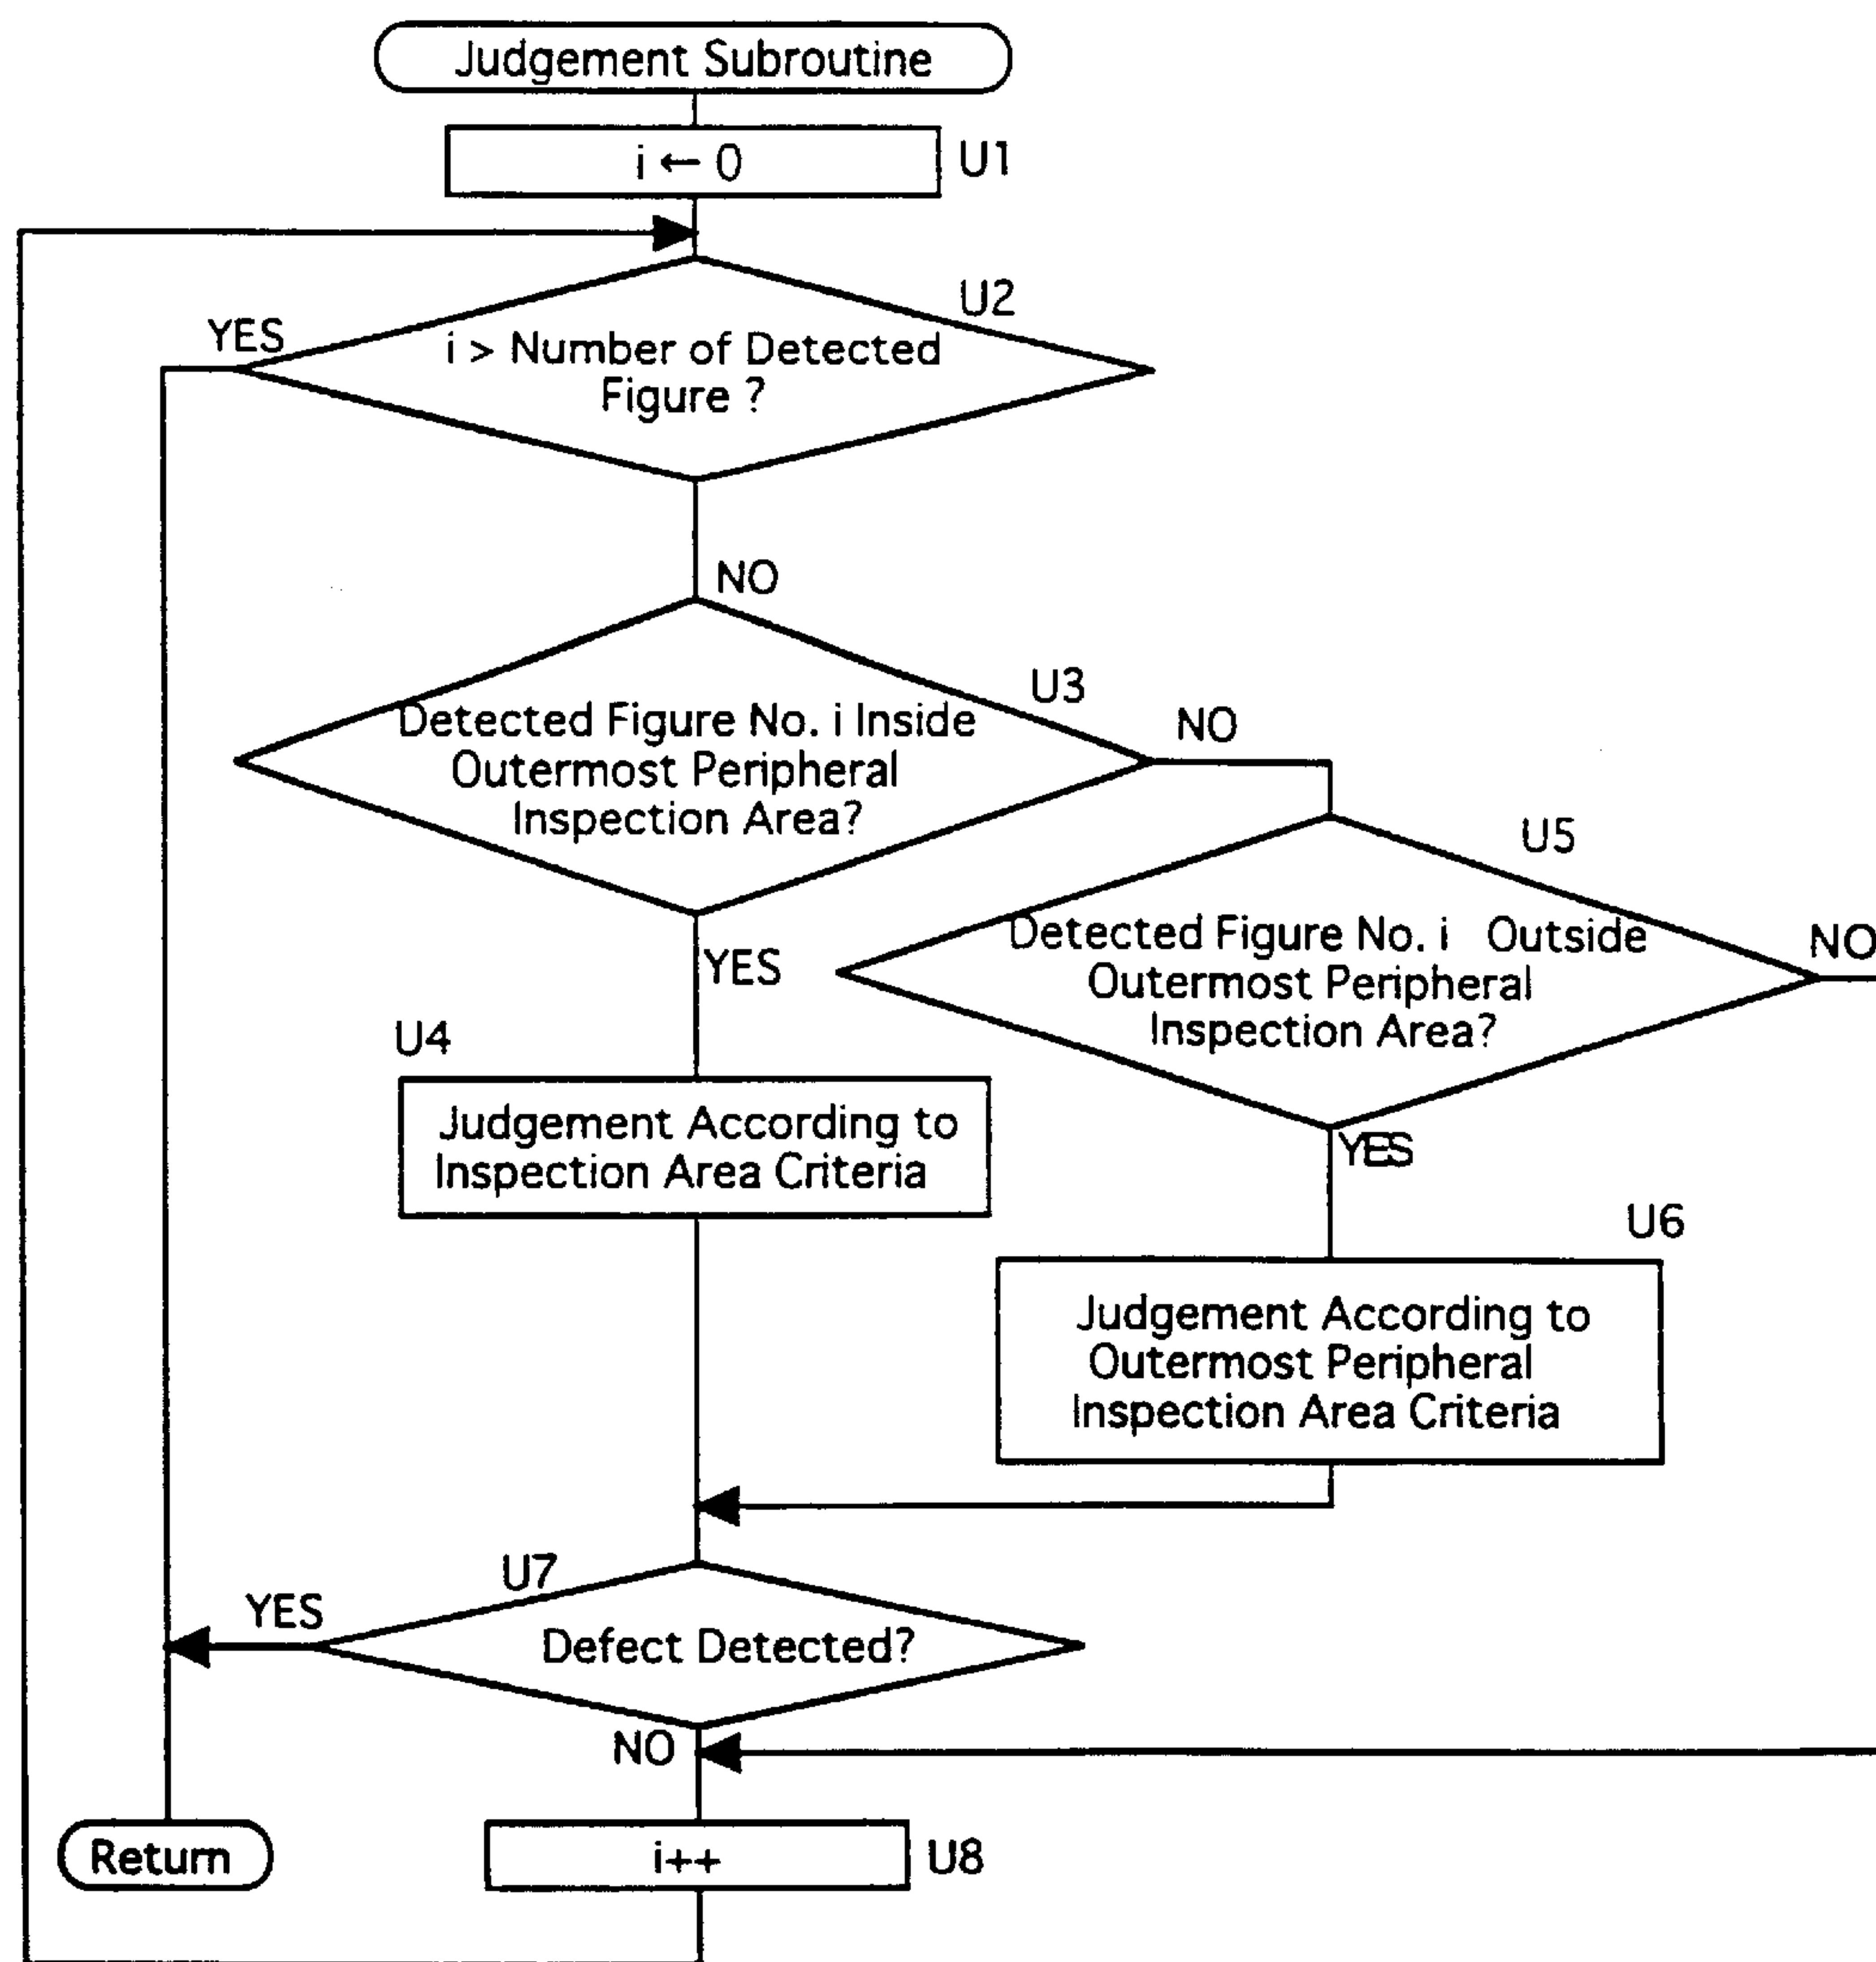 Judgement Subroutine
i ← 0
U1
U2
YES
i > Number of Detected
Figure ?
NO
U3
NO
Detected Figure No. i Inside
Outermost Peripheral
Inspection Area?
U5
Detected Figure No. i Outside
Outermost Peripheral
Inspection Area?
NO
YES
U4
Judgement According to
Inspection Area Criteria
YES
U6
Judgement According to
Outermost Peripheral
Inspection Area Criteria
U7
YES
Defect Detected?
NO
Return
i++
U8